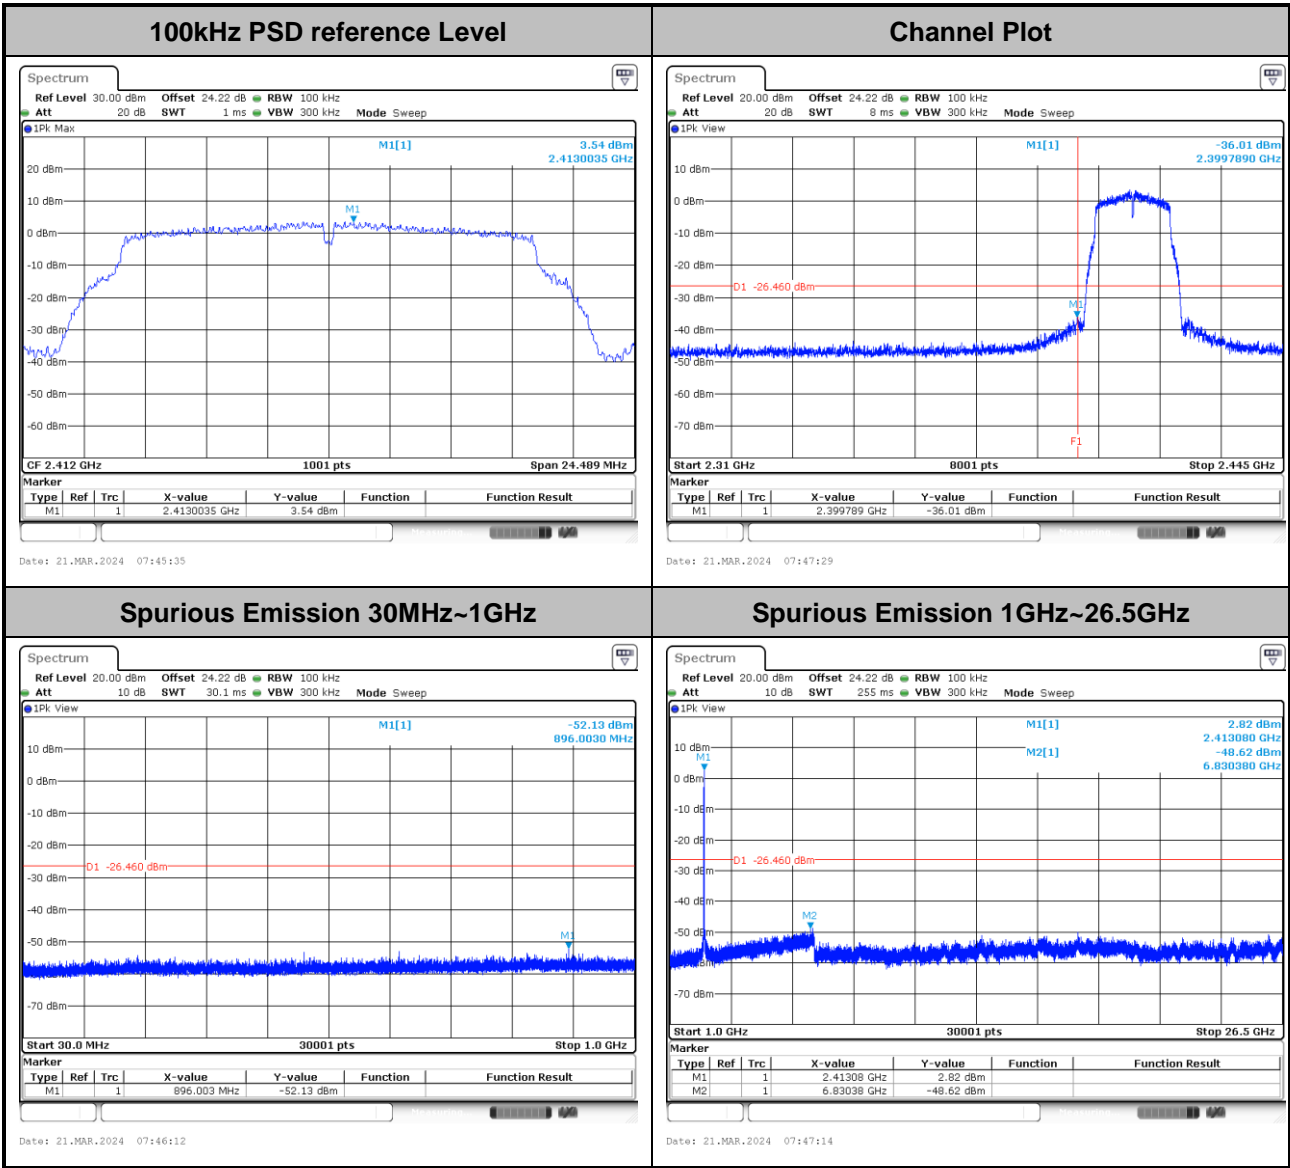 100kHz PSD reference Level
Spectrum
Ref Level 30.00 dBm Offset 24.22 dB RBW 100 kHz
Att 20 dB SWT 1 ms VBW 300 kHz Mode Sweep
1Pk Max
M1[1] 3.54 dBm
2.4130035 GHz
20 dBm
M1
10 dBm
0 dBm
-10 dBm
-20 dBm
-30 dBm
-40 dBm
-50 dBm
-60 dBm
CF 2.412 GHz 1001 pts Span 24.489 MHz
Marker
Type Ref Trc X-value Y-value Function Function Result
M1 1 2.4130035 GHz 3.54 dBm
Date: 21.MAR.2024 07:45:35
Channel Plot
Spectrum
Ref Level 20.00 dBm Offset 24.22 dB RBW 100 kHz
Att 20 dB SWT 8 ms VBW 300 kHz Mode Sweep
1Pk View
M1[1] -36.01 dBm
2.3997890 GHz
10 dBm
0 dBm
-10 dBm
-20 dBm
D1 -26.460 dBm
-30 dBm
M1
-40 dBm
-50 dBm
-60 dBm
-70 dBm
F1
Start 2.31 GHz 8001 pts Stop 2.445 GHz
Marker
Type Ref Trc X-value Y-value Function Function Result
M1 1 2.399789 GHz -36.01 dBm
Date: 21.MAR.2024 07:47:29
Spurious Emission 30MHz~1GHz
Spectrum
Ref Level 20.00 dBm Offset 24.22 dB RBW 100 kHz
Att 10 dB SWT 30.1 ms VBW 300 kHz Mode Sweep
1Pk View
M1[1] -52.13 dBm
896.0030 MHz
10 dBm
0 dBm
-10 dBm
-20 dBm
D1 -26.460 dBm
-30 dBm
-40 dBm
-50 dBm
M1
-70 dBm
Start 30.0 MHz 30001 pts Stop 1.0 GHz
Marker
Type Ref Trc X-value Y-value Function Function Result
M1 1 896.003 MHz -52.13 dBm
Date: 21.MAR.2024 07:46:12
Spurious Emission 1GHz~26.5GHz
Spectrum
Ref Level 20.00 dBm Offset 24.22 dB RBW 100 kHz
Att 10 dB SWT 255 ms VBW 300 kHz Mode Sweep
1Pk View
M1[1] 2.82 dBm
2.413080 GHz
M2[1] -48.62 dBm
6.830380 GHz
10 dBm
M1
0 dBm
-10 dBm
-20 dBm
D1 -26.460 dBm
-30 dBm
-40 dBm
M2
-50 dBm
-70 dBm
Start 1.0 GHz 30001 pts Stop 26.5 GHz
Marker
Type Ref Trc X-value Y-value Function Function Result
M1 1 2.41308 GHz 2.82 dBm
M2 1 6.83038 GHz -48.62 dBm
Date: 21.MAR.2024 07:47:14